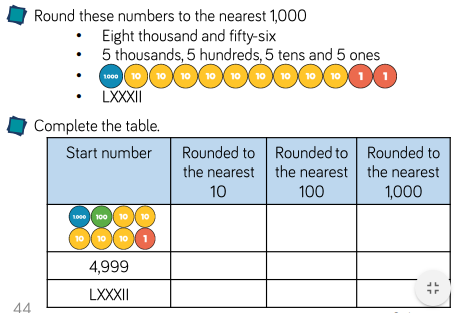 Round these numbers to the nearest 1,000
• Eight thousand and fifty-six
• 5 thousands, 5 hundreds, 5 tens and 5 ones
• 1,000 10 10 10 10 10 10 10 10 10 1 1
• LXXXII
Complete the table.
Start number Rounded to the nearest 10 Rounded to the nearest 100 Rounded to the nearest 1,000
1,000 100 10 10
10 10 10 1
4,999
LXXXII
44